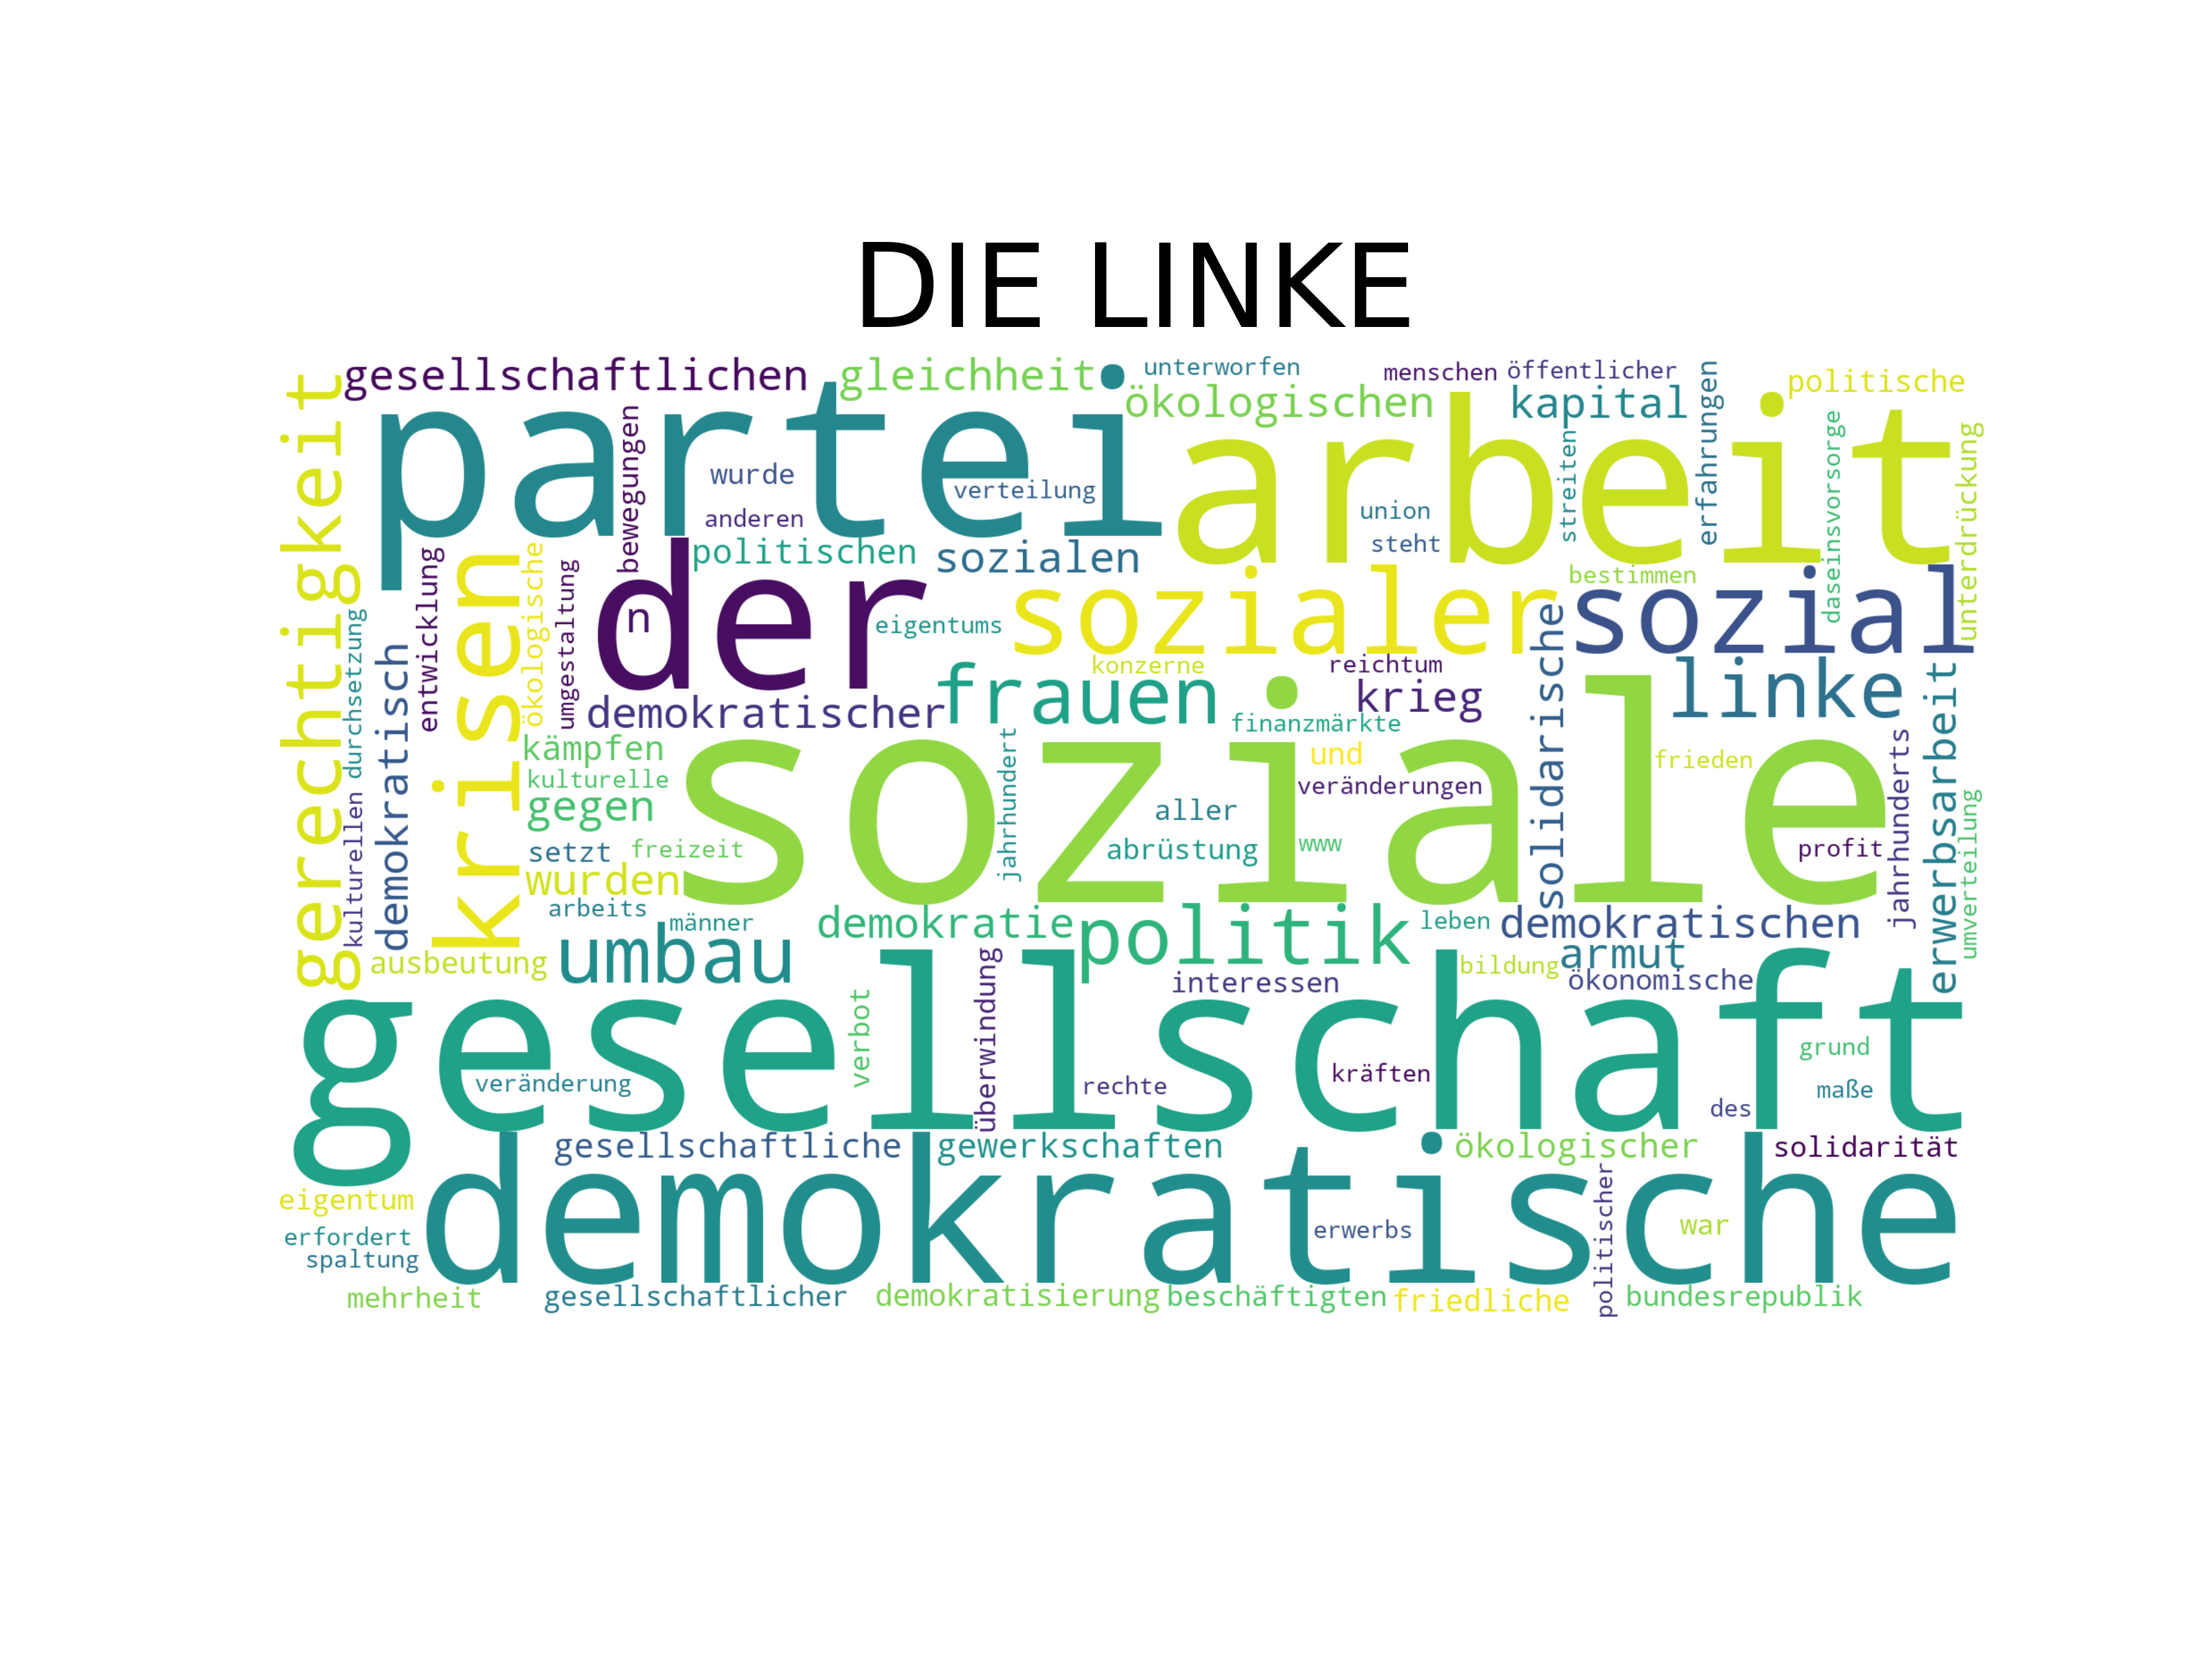 DIE LINKE
gesellschaftlichen
gleichheit
unterworfen
menschen
öffentlicher
politische
ökologischen
kapital
partei
arbeit
gerechtigkeit
bewegungen
wurde
verteilung
anderen
union
steht
streiten
erfahrungen
daseinsvorsorge
unterdrückung
politischen
sozialen
bestimmen
entwicklung
krisen
ökologische
umgestaltung
der
n
eigentums
sozialer
sozial
solidarische
durchsetzung
demokratisch
konzerne
reichtum
frauen
krieg
linke
demokratischer
finanzmärkte
erwerbsarbeit
kämpfen
kulturelle
gegen
soziale
jahrhundert
und
veränderungen
frieden
jahrhunderts
umverteilung
aller
abrüstung
www
profit
setzt
freizeit
wurden
kulturellen
arbeits
männer
demokratie
politik
leben
demokratischen
umbau
ausbeutung
armut
bildung
ökonomische
interessen
gesellschaft
verbot
überwindung
veränderung
rechte
kräften
grund
maße
des
gesellschaftliche
gewerkschaften
ökologischer
solidarität
demokratische
eigentum
erfordert
spaltung
erwerbs
politischer
war
mehrheit
gesellschaftlicher
demokratisierung
beschäftigten
friedliche
bundesrepublik